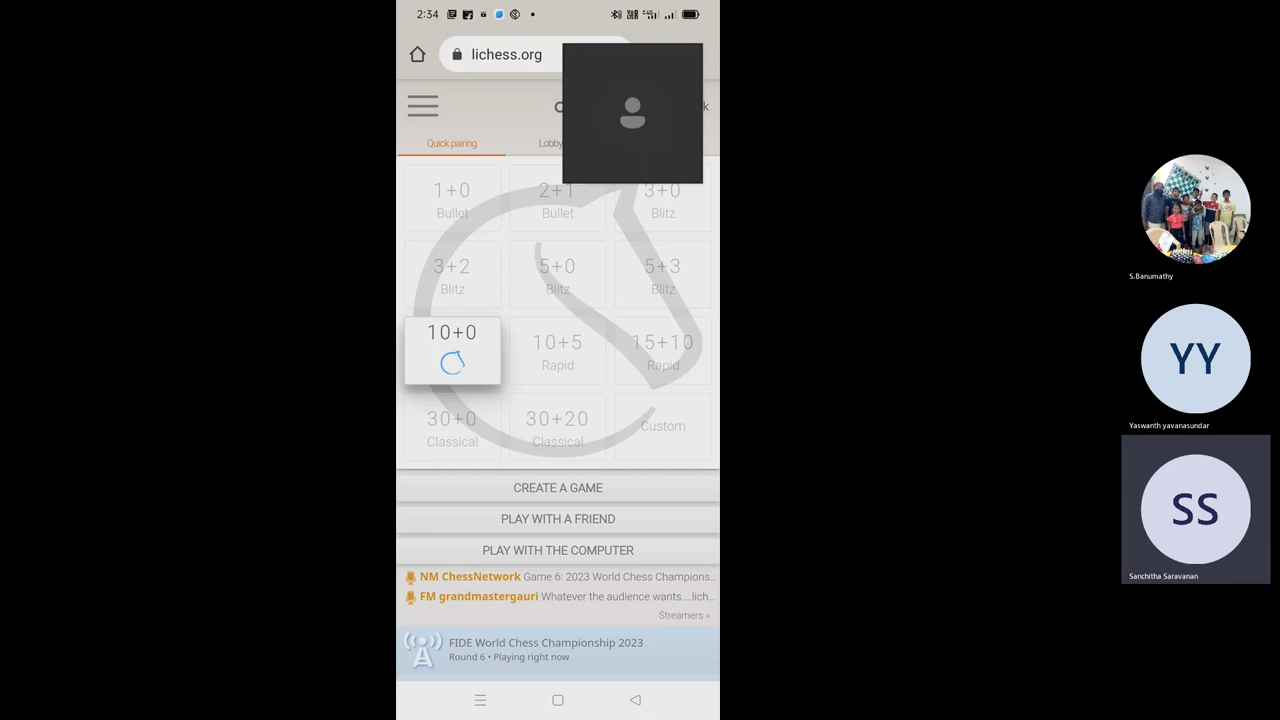 2:34
lichess.org
k
Quick pairing
Lobby
1+0
Bullet
2+1
Bullet
3+0
Blitz
3+2
Blitz
5+0
Blitz
5+3
Blitz
10+0
10+5
Rapid
15+10
Rapid
30+0
Classical
30+20
Classical
Custom
CREATE A GAME
PLAY WITH A FRIEND
PLAY WITH THE COMPUTER
NM ChessNetwork Game 6: 2023 World Chess Champions...
FM grandmastergauri Whatever the audience wants....lich...
Streamers »
FIDE World Chess Championship 2023
Round 6 • Playing right now
S.Banumathy
YY
Yaswanth yavanasundar
SS
Sanchitha Saravanan